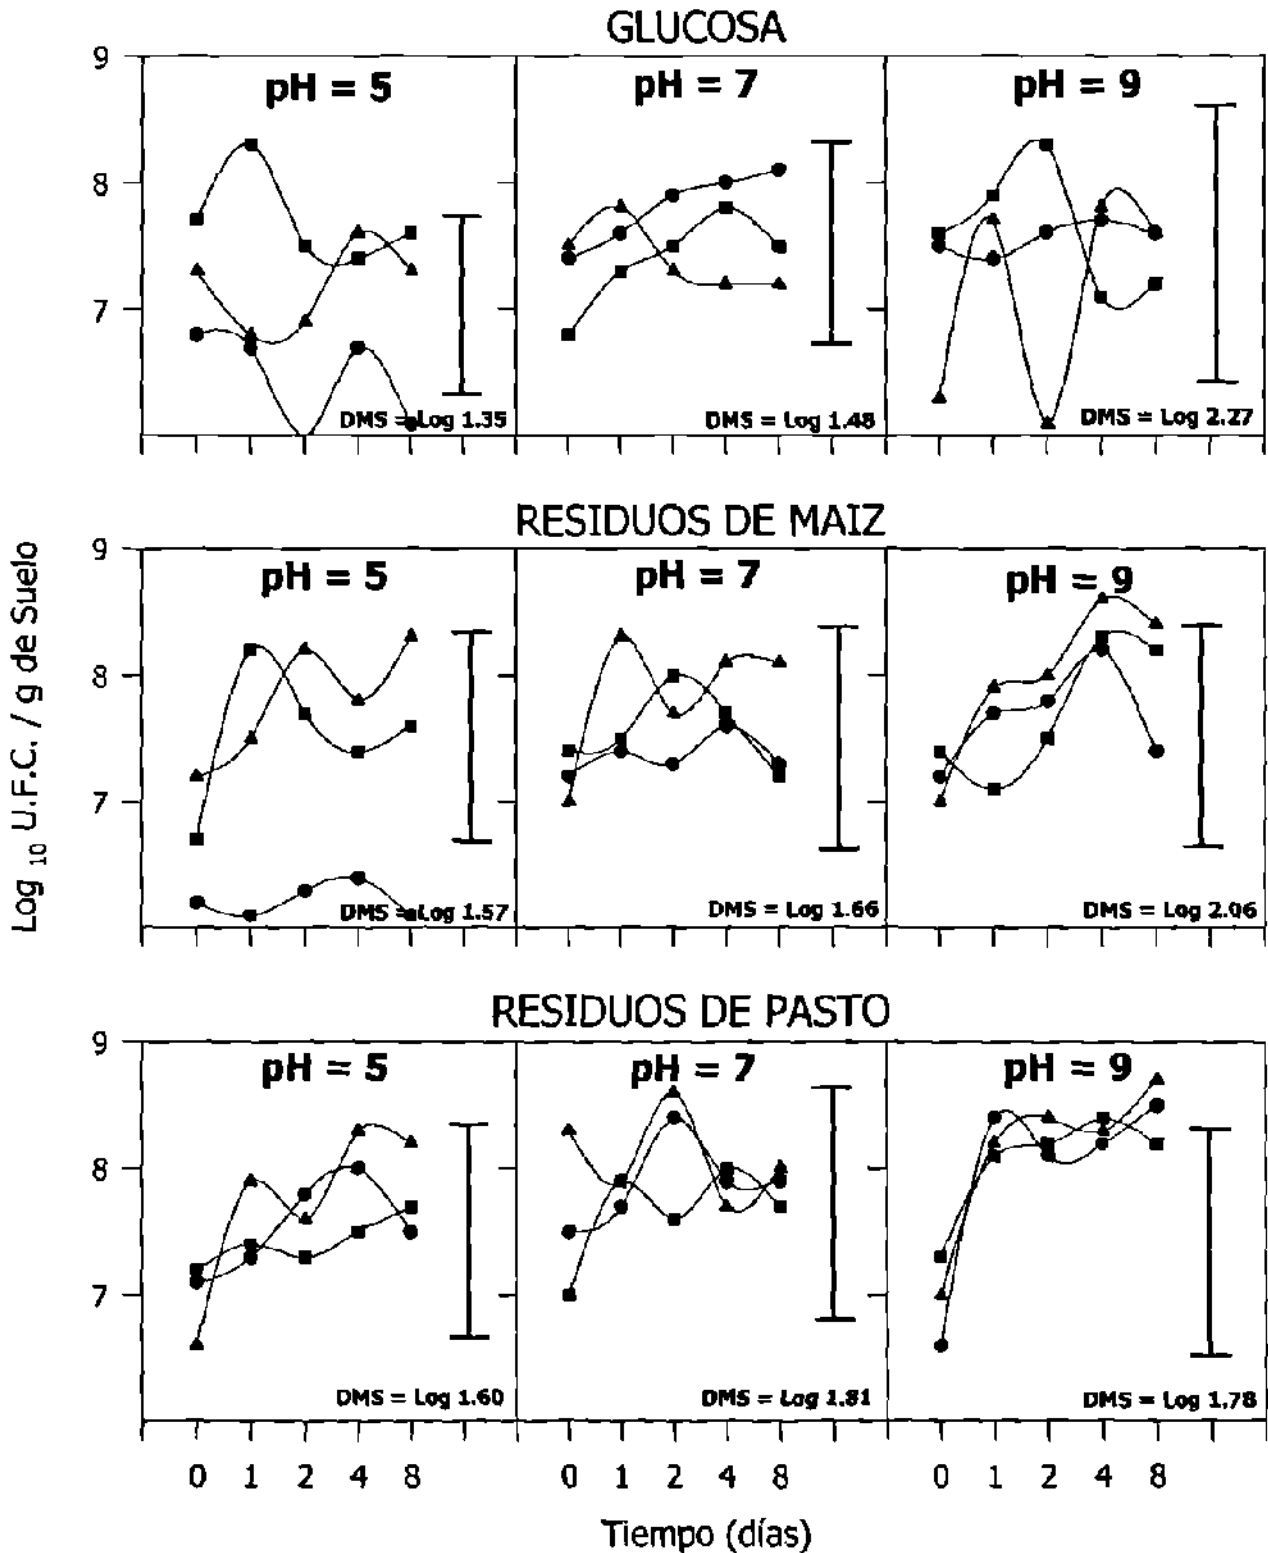 GLUCOSA
9
8
7
pH = 5
pH = 7
pH = 9
DMS = Log 1.35
DMS = Log 1.48
DMS = Log 2.27
RESIDUOS DE MAIZ
9
8
7
pH = 5
pH = 7
pH = 9
DMS = Log 1.57
DMS = Log 1.66
DMS = Log 2.06
Log 10 U.F.C. / g de Suelo
RESIDUOS DE PASTO
9
8
7
pH = 5
pH = 7
pH = 9
DMS = Log 1.60
DMS = Log 1.81
DMS = Log 1.78
0 1 2 4 8 0 1 2 4 8 0 1 2 4 8
Tiempo (días)